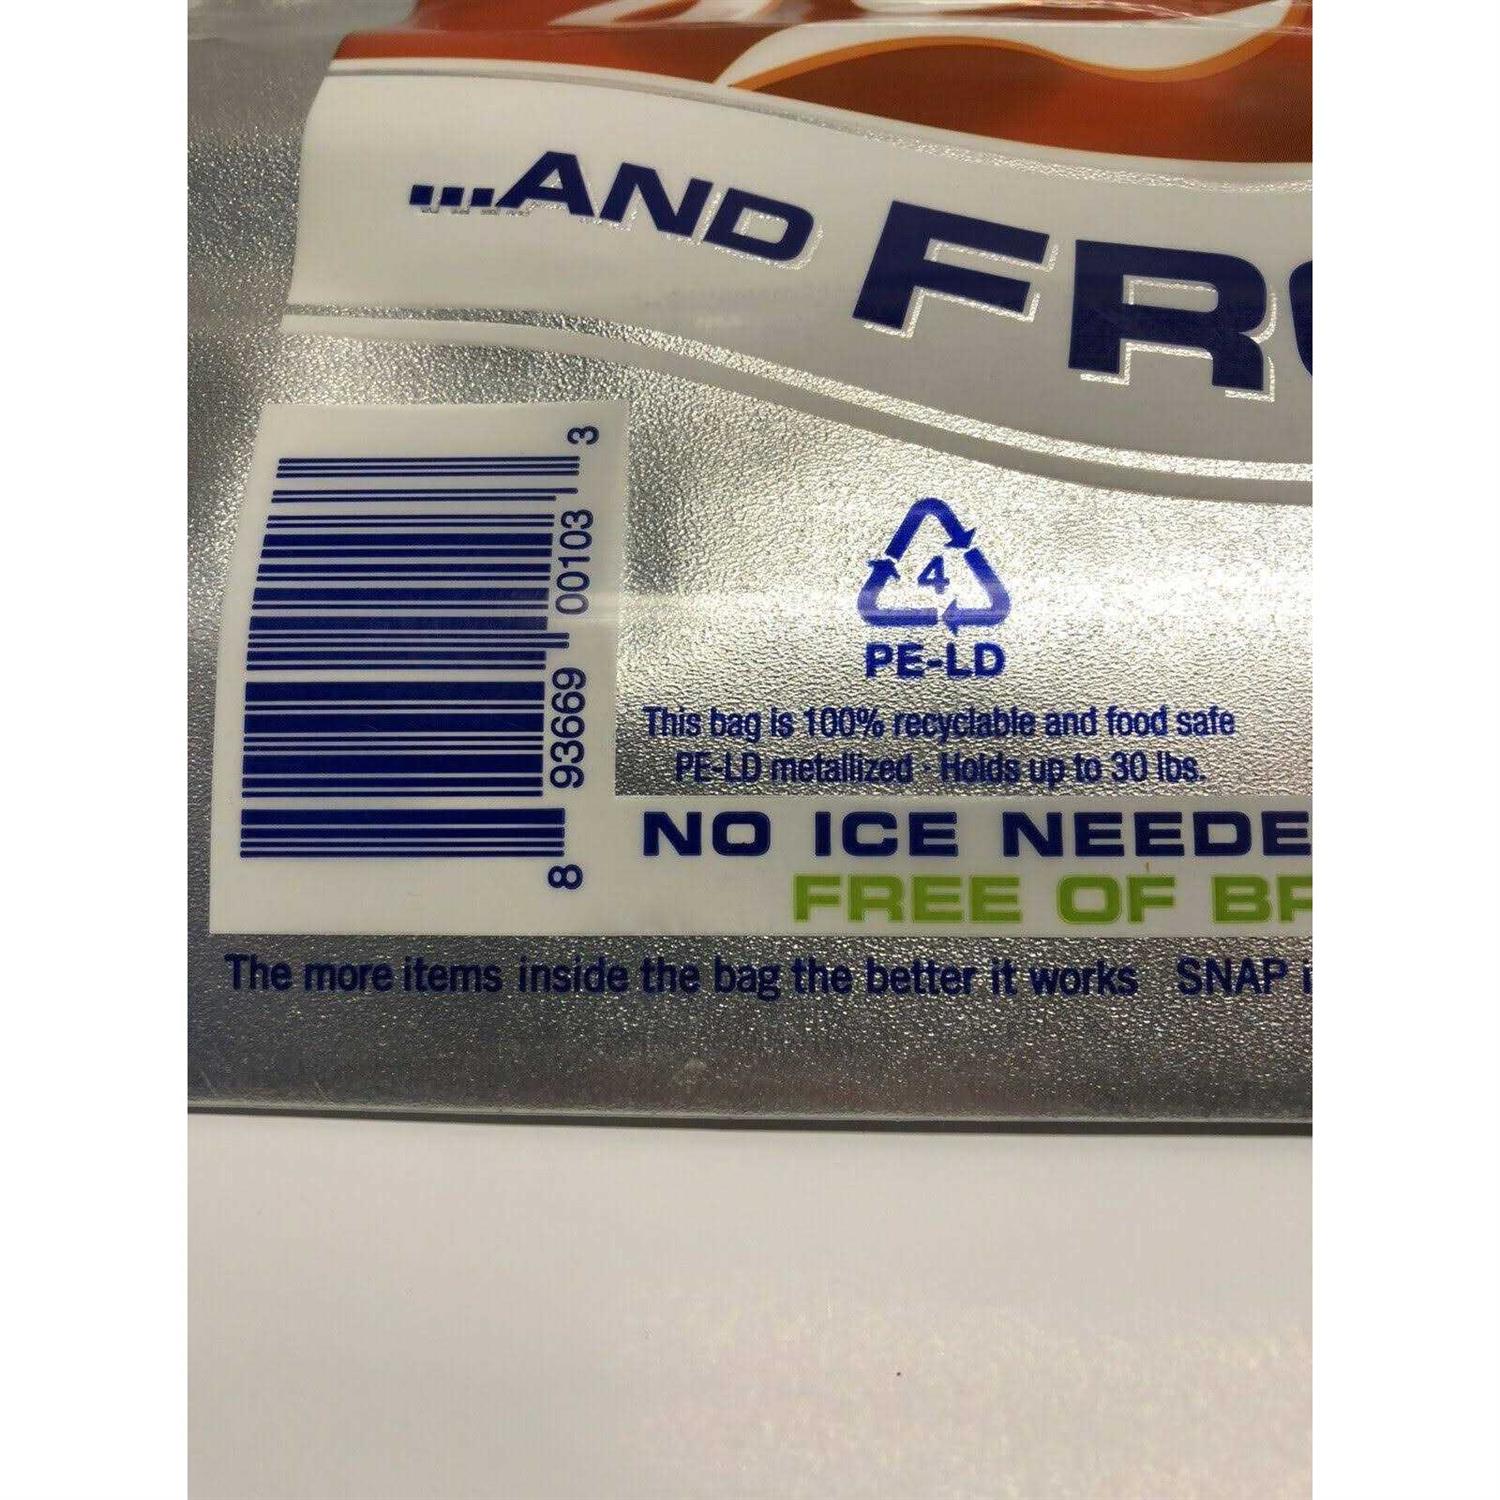 ...AND FR
8 93669 00103 3
4
PE-LD
This bag is 100% recyclable and food safe
PE-LD metallized - Holds up to 30 lbs.
NO ICE NEEDE
FREE OF
The more items inside the bag the better it works SNAP